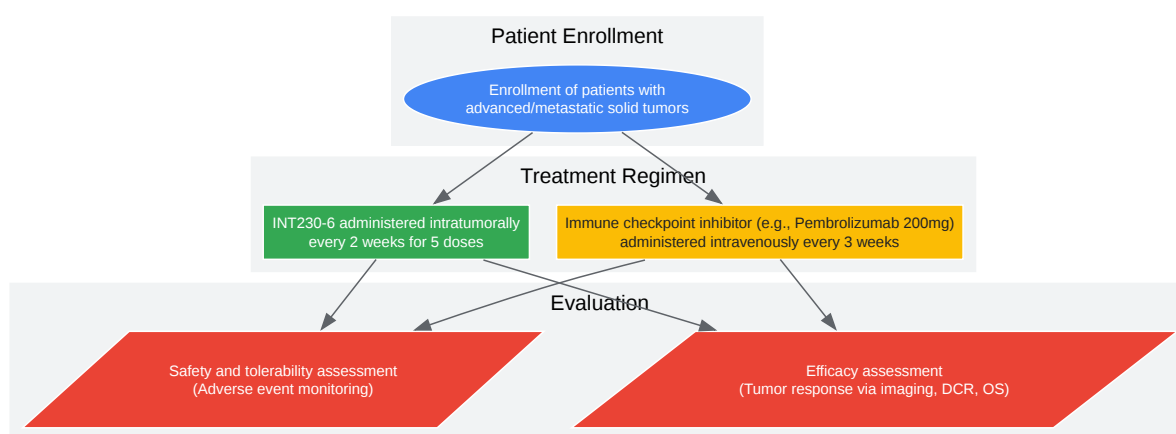 Patient Enrollment
Enrollment of patients with
advanced/metastatic solid tumors
Treatment Regimen
INT230-6 administered intratumorally
every 2 weeks for 5 doses
Immune checkpoint inhibitor (e.g., Pembrolizumab 200mg)
administered intravenously every 3 weeks
Evaluation
Safety and tolerability assessment
(Adverse event monitoring)
Efficacy assessment
(Tumor response via imaging, DCR, OS)